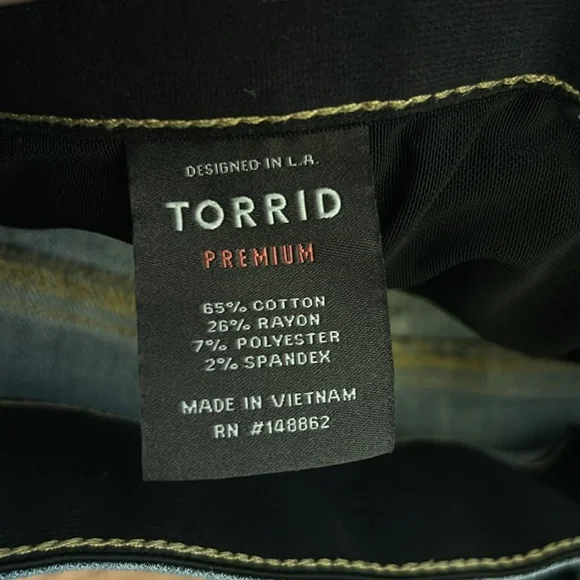 DESIGNED IN L.A.
TORRID
PREMIUM
65% COTTON
26% RAYON
7% POLYESTER
2% SPANDEX
MADE IN VIETNAM
RN #148862